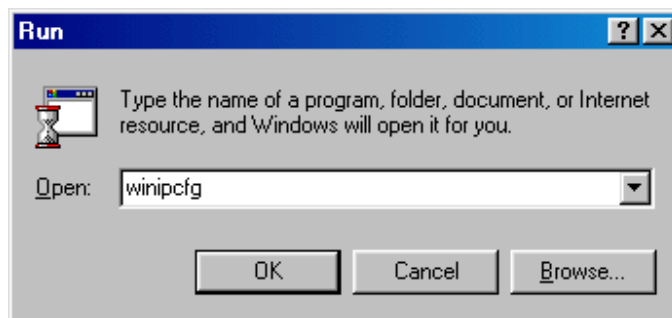 Run
Type the name of a program, folder, document, or Internet
resource, and Windows will open it for you.
Open: winipcfg
OK Cancel Browse...